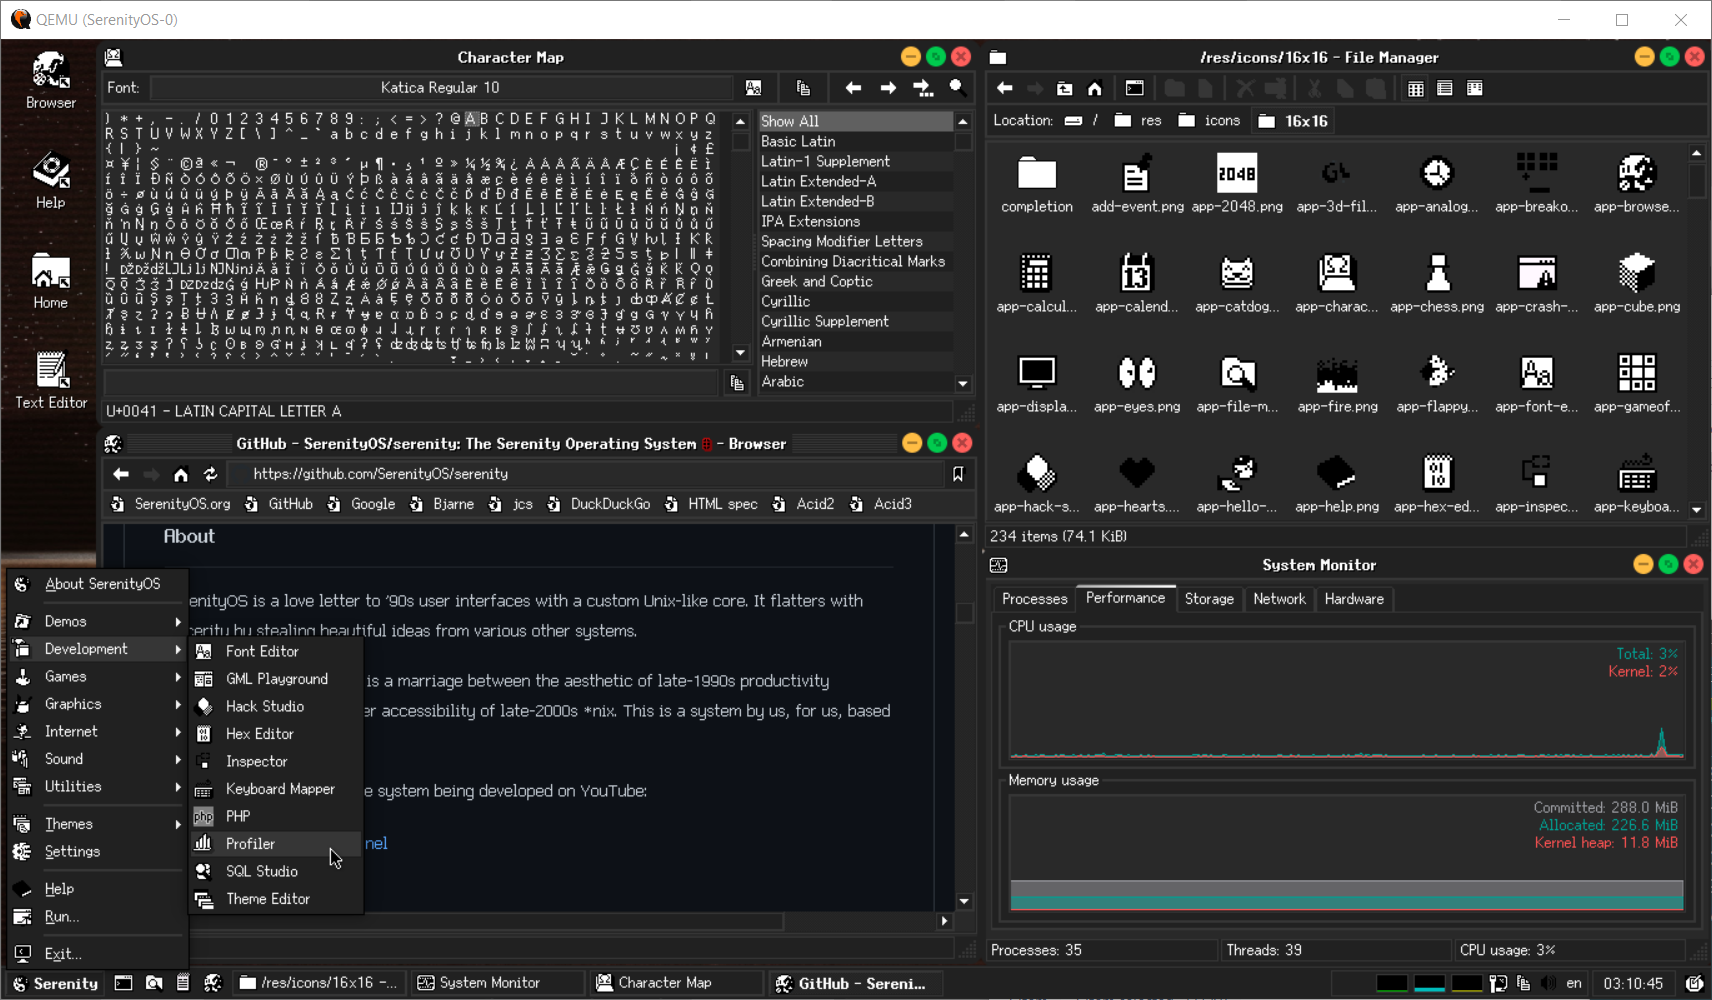 QEMU (SerenityOS-0)
Browser
Help
Home
Text Editor
Character Map
Font:
Katica Regular 10
Show All
Basic Latin
Latin-1 Supplement
Latin Extended-A
Latin Extended-B
IPA Extensions
Spacing Modifier Letters
Combining Diacritical Marks
Greek and Coptic
Cyrillic
Cyrillic Supplement
Armenian
Hebrew
Arabic
) * + , - . / 0 1 2 3 4 5 6 7 8 9 : ; < = > ? @ A B C D E F G H I J K L M N O P Q
R S T U V W X Y Z [ \ ] ^ _ ` a b c d e f g h i j k l m n o p q r s t u v w x y z
U+0041 - LATIN CAPITAL LETTER A
/res/icons/16x16 - File Manager
Location: / res icons 16x16
completion add-event.png app-2048.png app-3d-fil... app-analog... app-breako... app-browse...
app-calcul... app-calend... app-catdog... app-charac... app-chess.png app-crash-... app-cube.png
app-displa... app-eyes.png app-file-m... app-fire.png app-flappy... app-font-e... app-gameof...
app-hack-s... app-hearts.... app-hello-... app-help.png app-hex-ed... app-inspec... app-keyboa...
234 items (74.1 KiB)
GitHub - SerenityOS/serenity: The Serenity Operating System - Browser
https://github.com/SerenityOS/serenity
SerenityOS.org GitHub Google Bjarne jcs DuckDuckGo HTML spec Acid2 Acid3
About
erenityOS is a love letter to '90s user interfaces with a custom Unix-like core. It flatters with
cerity by stealing beautiful ideas from various other systems.
is a marriage between the aesthetic of late-1990s productivity
er accessibility of late-2000s *nix. This is a system by us, for us, based
e system being developed on YouTube:
nel
System Monitor
Processes Performance Storage Network Hardware
CPU usage
Total: 3%
Kernel: 2%
Memory usage
Committed: 288.0 MiB
Allocated: 226.6 MiB
Kernel heap: 11.8 MiB
Processes: 35
Threads: 39
CPU usage: 3%
About SerenityOS
Demos
Development
Games
Graphics
Internet
Sound
Utilities
Themes
Settings
Help
Run...
Exit...
Font Editor
GML Playground
Hack Studio
Hex Editor
Inspector
Keyboard Mapper
php PHP
Profiler
SQL Studio
Theme Editor
Serenity
/res/icons/16x16 -...
System Monitor
Character Map
GitHub - Sereni...
en
03:10:45